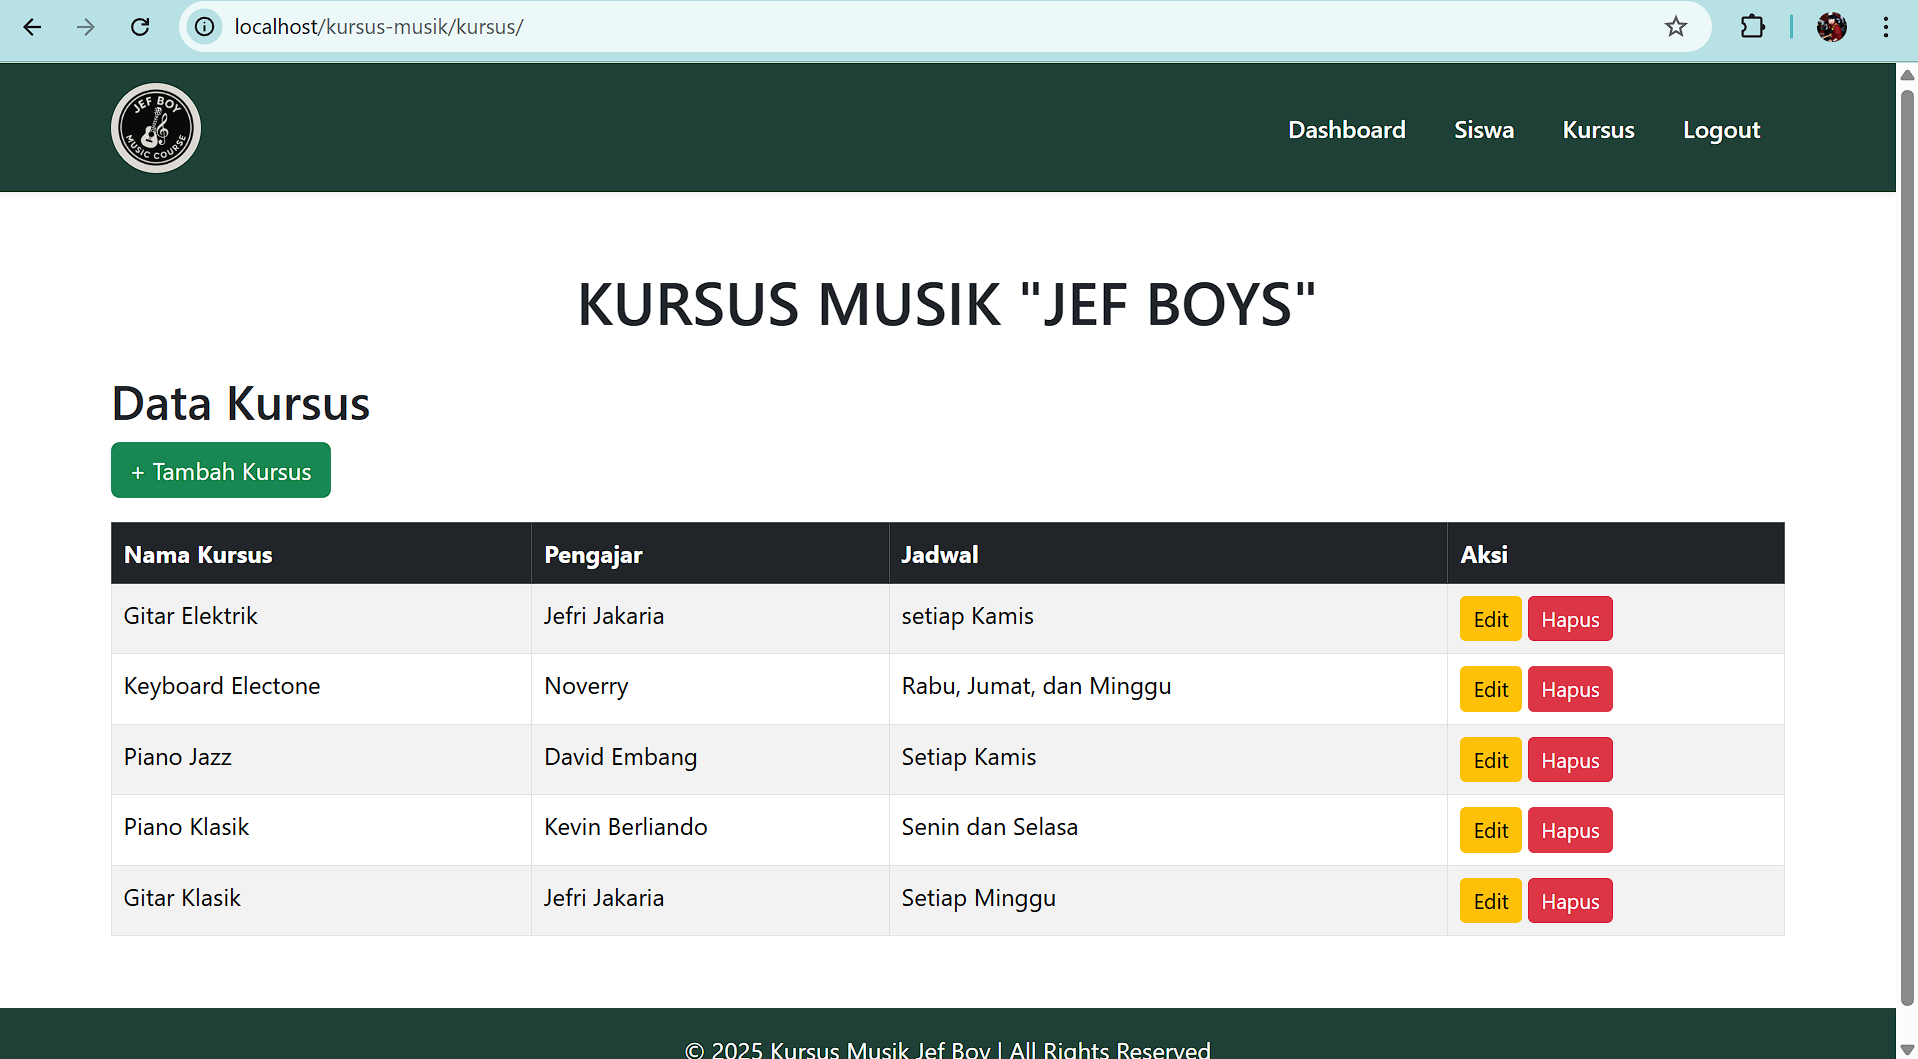 localhost/kursus-musik/kursus/
JEF BOY
MUSIC COURSE
Dashboard Siswa Kursus Logout
KURSUS MUSIK "JEF BOYS"
Data Kursus
+ Tambah Kursus
Nama Kursus Pengajar Jadwal Aksi
Gitar Elektrik Jefri Jakaria setiap Kamis Edit Hapus
Keyboard Electone Noverry Rabu, Jumat, dan Minggu Edit Hapus
Piano Jazz David Embang Setiap Kamis Edit Hapus
Piano Klasik Kevin Berliando Senin dan Selasa Edit Hapus
Gitar Klasik Jefri Jakaria Setiap Minggu Edit Hapus
© 2025 Kursus Musik Jef Boy | All Rights Reserved